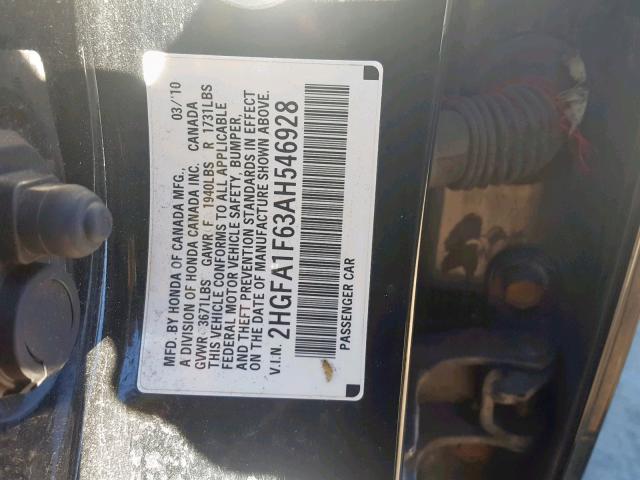 MFD. BY HONDA OF CANADA MFG. 03/'10
A DIVISION OF HONDA CANADA INC. CANADA
GVWR 3671LBS GAWR F 1940LBS R 1731LBS
THIS VEHICLE CONFORMS TO ALL APPLICABLE
FEDERAL MOTOR VEHICLE SAFETY, BUMPER,
AND THEFT PREVENTION STANDARDS IN EFFECT
ON THE DATE OF MANUFACTURE SHOWN ABOVE.
V.I.N. 2HGFA1F63AH546928
PASSENGER CAR